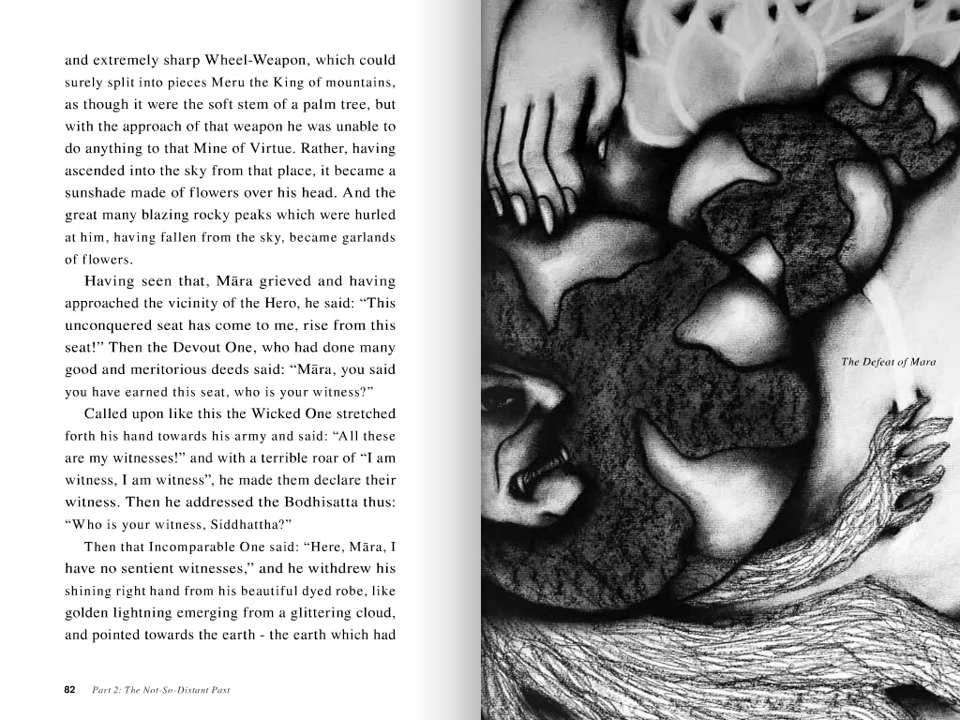 and extremely sharp Wheel-Weapon, which could
surely split into pieces Meru the King of mountains,
as though it were the soft stem of a palm tree, but
with the approach of that weapon he was unable to
do anything to that Mine of Virtue. Rather, having
ascended into the sky from that place, it became a
sunshade made of flowers over his head. And the
great many blazing rocky peaks which were hurled
at him, having fallen from the sky, became garlands
of flowers.
Having seen that, Māra grieved and having
approached the vicinity of the Hero, he said: “This
unconquered seat has come to me, rise from this
seat!” Then the Devout One, who had done many
good and meritorious deeds said: “Māra, you said
you have earned this seat, who is your witness?”
Called upon like this the Wicked One stretched
forth his hand towards his army and said: “All these
are my witnesses!” and with a terrible roar of “I am
witness, I am witness”, he made them declare their
witness. Then he addressed the Bodhisatta thus:
“Who is your witness, Siddhattha?”
Then that Incomparable One said: “Here, Māra, I
have no sentient witnesses,” and he withdrew his
shining right hand from his beautiful dyed robe, like
golden lightning emerging from a glittering cloud,
and pointed towards the earth - the earth which had
82 Part 2: The Not-So-Distant Past
The Defeat of Mara